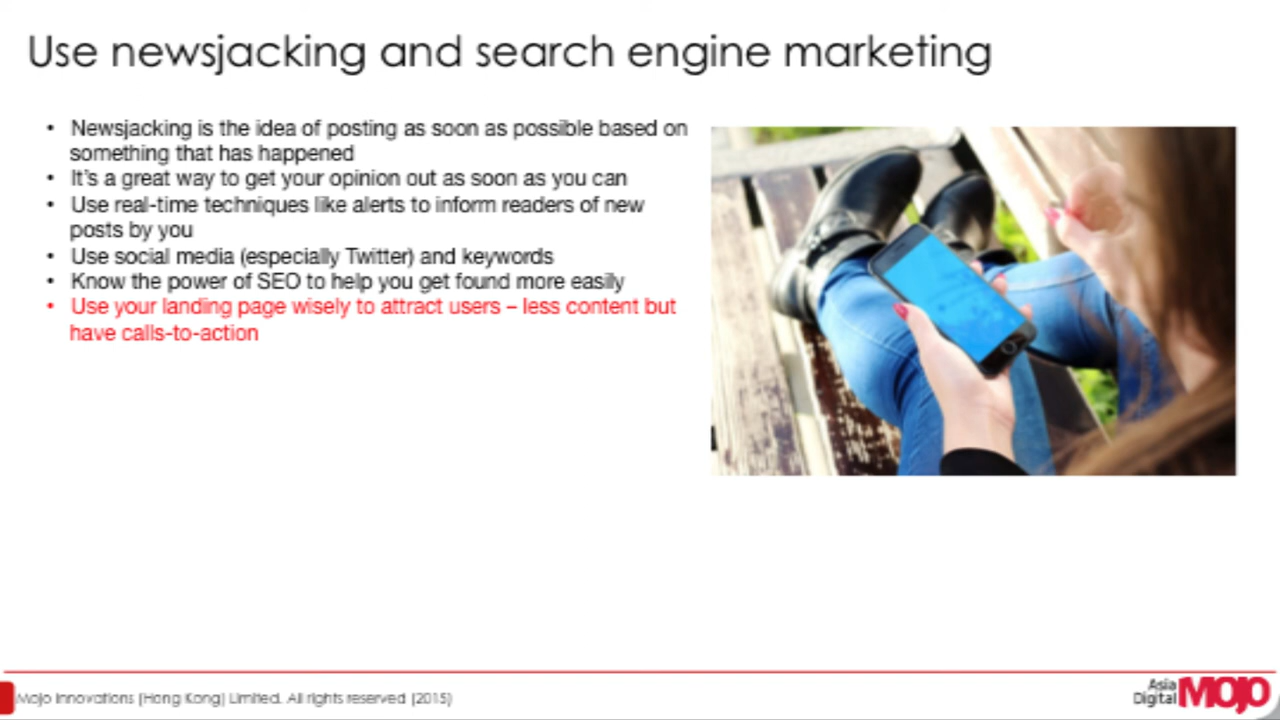 Use newsjacking and search engine marketing
• Newsjacking is the idea of posting as soon as possible based on
something that has happened
• It's a great way to get your opinion out as soon as you can
• Use real-time techniques like alerts to inform readers of new
posts by you
• Use social media (especially Twitter) and keywords
• Know the power of SEO to help you get found more easily
• Use your landing page wisely to attract users – less content but
have calls-to-action
Mojo Innovations (Hong Kong) Limited. All rights reserved (2015)
Asia
Digital MOJO